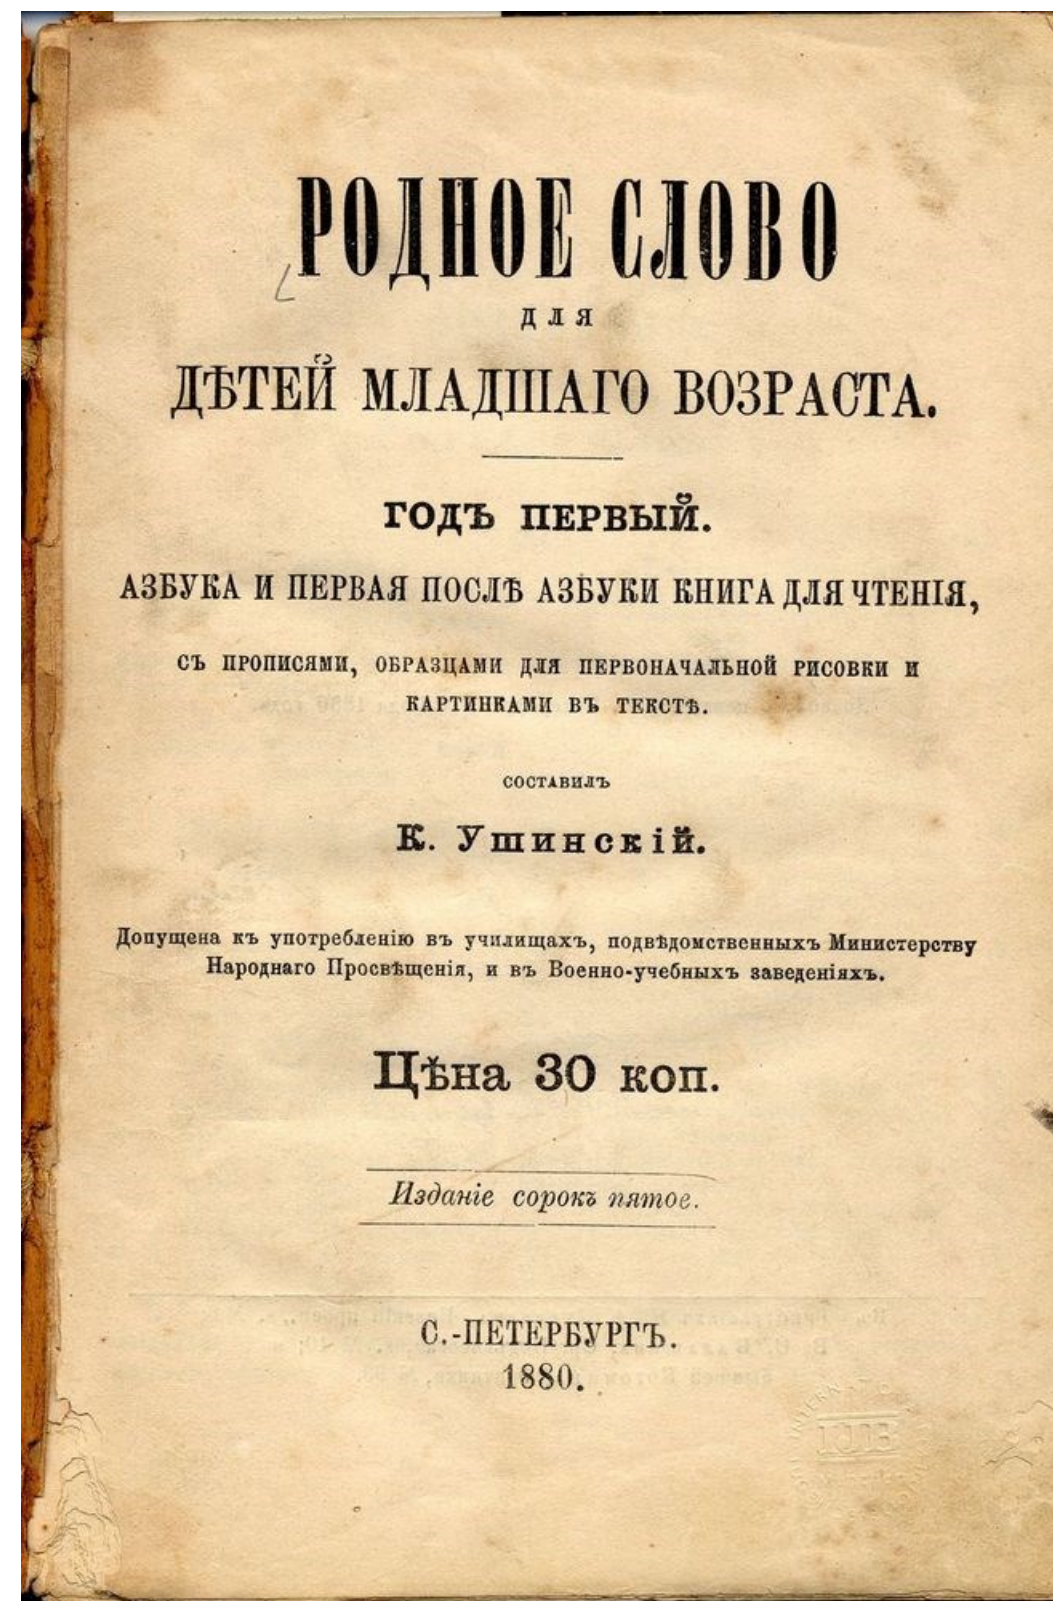 РОДНОЕ СЛОВО
ДЛЯ
ДѢТЕЙ МЛАДШАГО ВОЗРАСТА.
ГОДЪ ПЕРВЫЙ.
АЗБУКА И ПЕРВАЯ ПОСЛѢ АЗБУКИ КНИГА ДЛЯ ЧТЕНІЯ,
СЪ ПРОПИСЯМИ, ОБРАЗЦАМИ ДЛЯ ПЕРВОНАЧАЛЬНОЙ РИСОВКИ И
КАРТИНКАМИ ВЪ ТЕКСТѢ.
СОСТАВИЛЪ
К. Ушинскій.
Допущена къ употребленію въ училищахъ, подвѣдомственныхъ Министерству
Народнаго Просвѣщенія, и въ Военно-учебныхъ заведеніяхъ.
Цѣна 30 коп.
Изданіе сорокъ пятое.
С.-ПЕТЕРБУРГЪ.
1880.